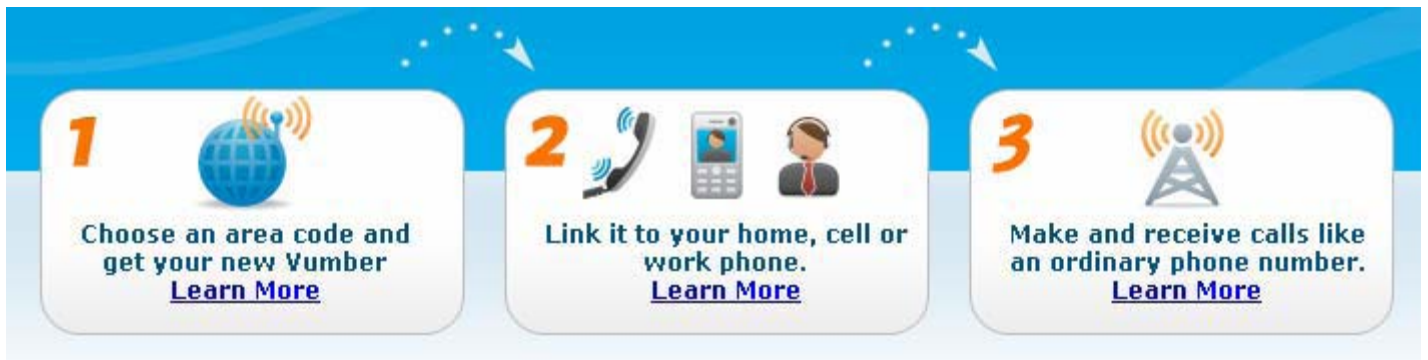 1
Choose an area code and
get your new Vumber
Learn More
2
Link it to your home, cell or
work phone.
Learn More
3
Make and receive calls like
an ordinary phone number.
Learn More